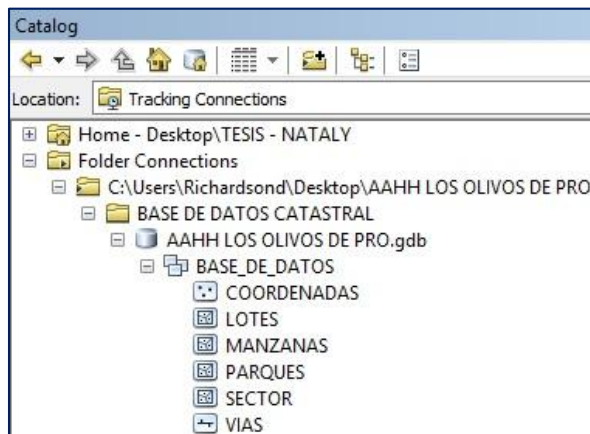 Catalog
Location: Tracking Connections
Home - Desktop\TESIS - NATALY
Folder Connections
C:\Users\Richardsond\Desktop\AAHH LOS OLIVOS DE PRO
BASE DE DATOS CATASTRAL
AAHH LOS OLIVOS DE PRO.gdb
BASE_DE_DATOS
COORDENADAS
LOTES
MANZANAS
PARQUES
SECTOR
VIAS